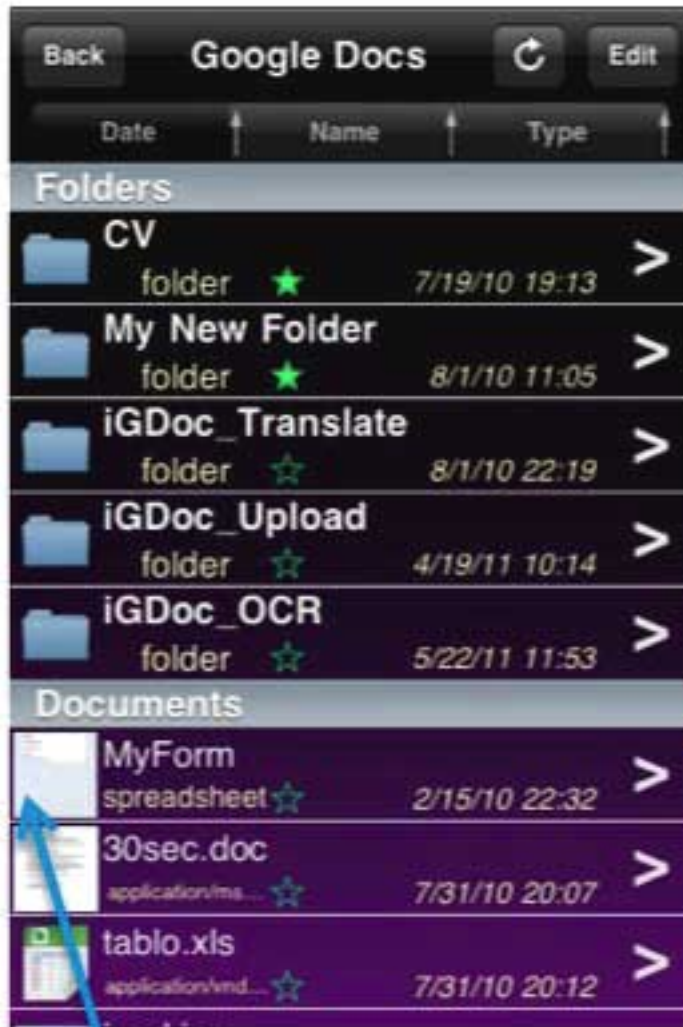 Back Google Docs Edit
Date Name Type
Folders
CV
folder 7/19/10 19:13
My New Folder
folder 8/1/10 11:05
iGDoc_Translate
folder 8/1/10 22:19
iGDoc_Upload
folder 4/19/11 10:14
iGDoc_OCR
folder 5/22/11 11:53
Documents
MyForm
spreadsheet 2/15/10 22:32
30sec.doc
application/ms... 7/31/10 20:07
tablo.xls
application/vnd... 7/31/10 20:12